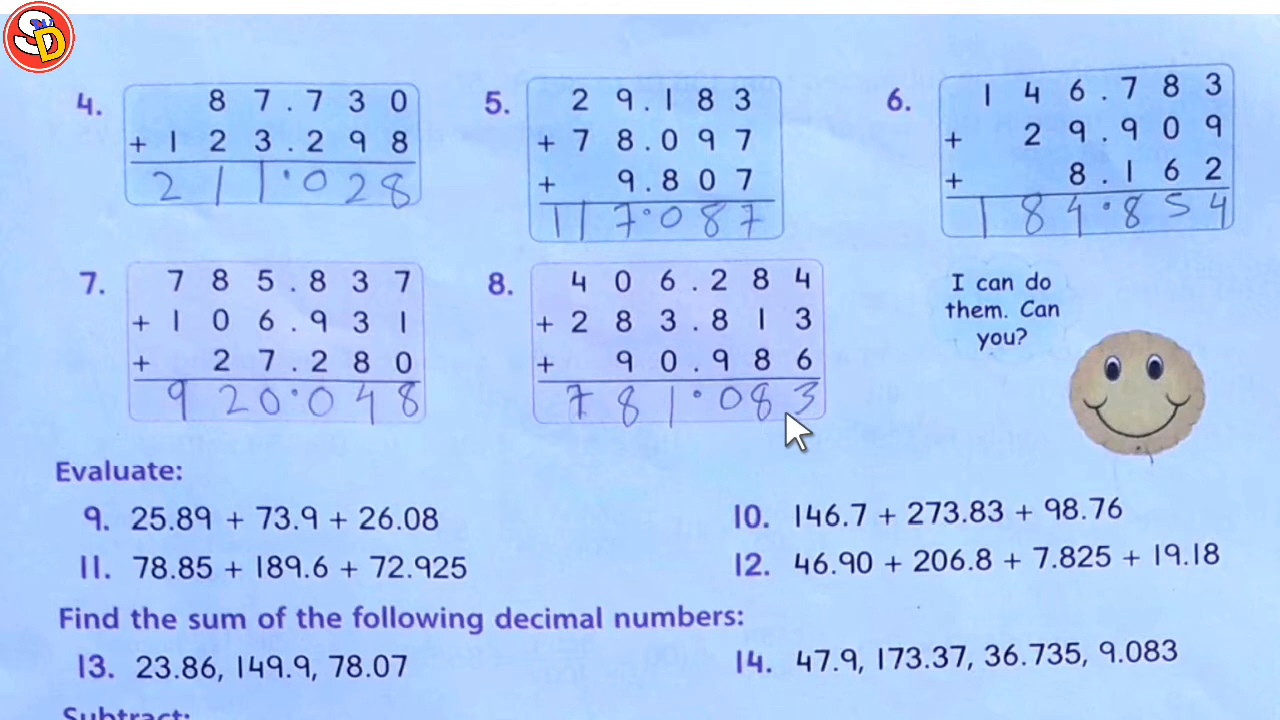 SD
4. 87.730
+ 123.298
211.028
5. 29.183
+ 78.097
+ 9.807
117.087
6. 146.783
+ 29.909
+ 8.162
184.854
7. 785.837
+ 106.931
+ 27.280
920.048
8. 406.284
+ 283.813
+ 90.986
781.083
I can do
them. Can
you?
Evaluate:
9. 25.89 + 73.9 + 26.08
10. 146.7 + 273.83 + 98.76
11. 78.85 + 189.6 + 72.925
12. 46.90 + 206.8 + 7.825 + 19.18
Find the sum of the following decimal numbers:
13. 23.86, 149.9, 78.07
14. 47.9, 173.37, 36.735, 9.083
Subtract: